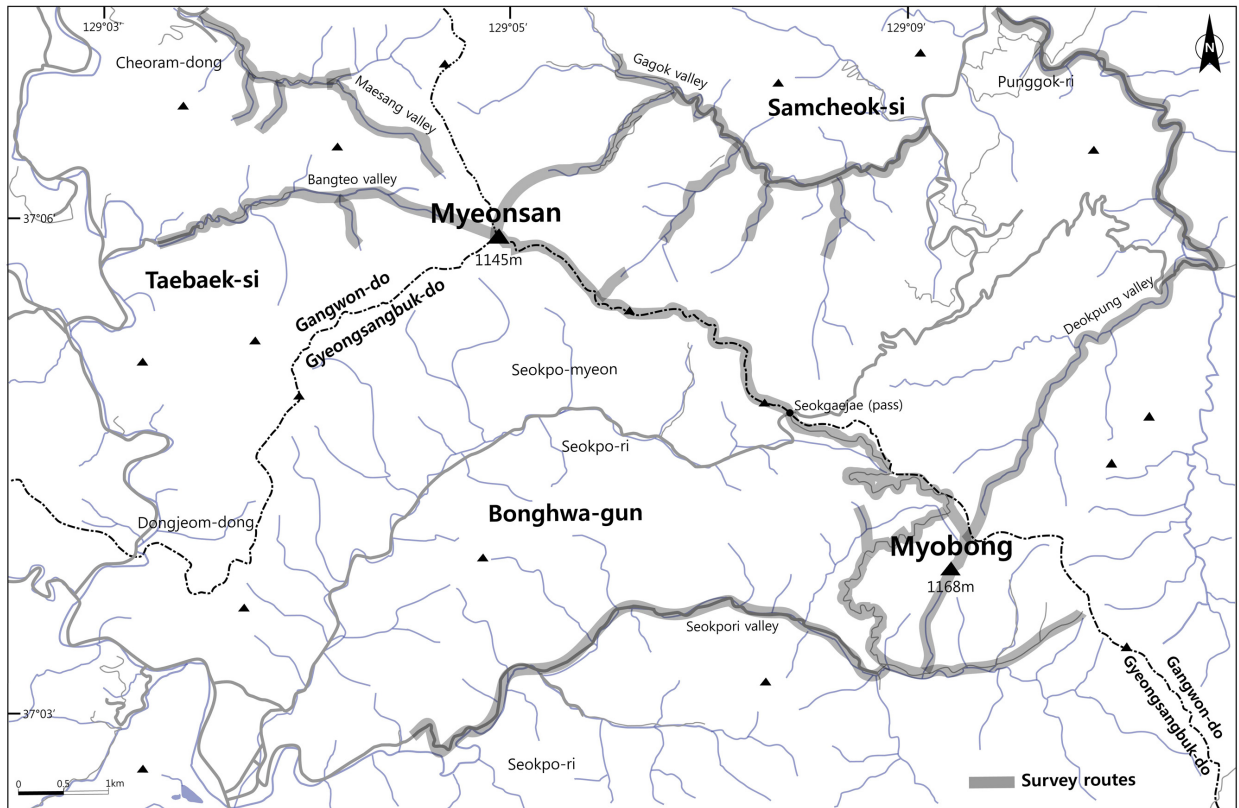 129°03′
129°05′
129°09′
N
Cheoram-dong
Maesang valley
Gagok valley
Samcheok-si
Punggok-ri
Bangteo valley
37°06′
Myeonsan
1145m
Taebaek-si
Gangwon-do
Gyeongsangbuk-do
Deokpung valley
Seokpo-myeon
Seokgaejae (pass)
Seokpo-ri
Bonghwa-gun
Dongjeom-dong
Myobong
1168m
Seokpori valley
Gangwon-do
Gyeongsangbuk-do
37°03′
Seokpo-ri
0 0.5 1km
Survey routes